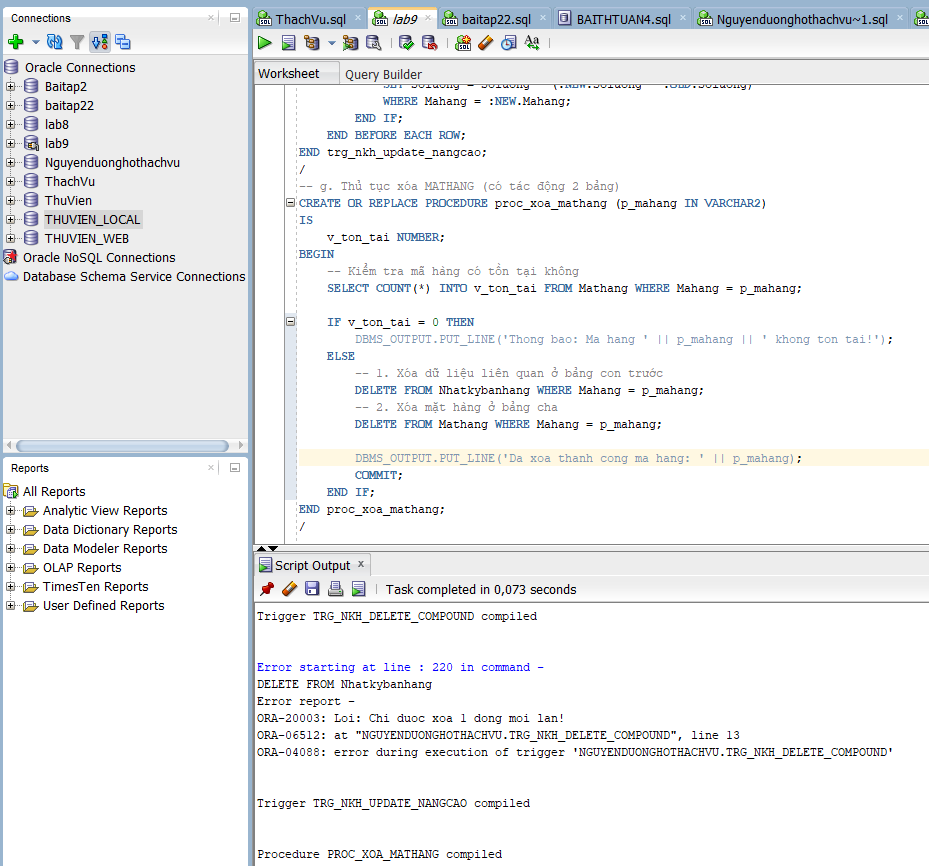 Connections
Oracle Connections
Baitap2
baitap22
lab8
lab9
Nguyenduonghothachvu
ThachVu
ThuVien
THUVIEN_LOCAL
THUVIEN_WEB
Oracle NoSQL Connections
Database Schema Service Connections
Reports
All Reports
Analytic View Reports
Data Dictionary Reports
Data Modeler Reports
OLAP Reports
TimesTen Reports
User Defined Reports
ThachVu.sql
lab9
baitap22.sql
BAITHTUAN4.sql
Nguyenduonghothachvu~1.sql
Worksheet
Query Builder
WHERE Mahang = :NEW.Mahang;
END IF;
END BEFORE EACH ROW;
END trg_nkh_update_nangcao;
/
-- g. Thủ tục xóa MATHANG (có tác động 2 bảng)
CREATE OR REPLACE PROCEDURE proc_xoa_mathang (p_mahang IN VARCHAR2)
IS
v_ton_tai NUMBER;
BEGIN
-- Kiểm tra mã hàng có tồn tại không
SELECT COUNT(*) INTO v_ton_tai FROM Mathang WHERE Mahang = p_mahang;
IF v_ton_tai = 0 THEN
DBMS_OUTPUT.PUT_LINE('Thong bao: Ma hang ' || p_mahang || ' khong ton tai!');
ELSE
-- 1. Xóa dữ liệu liên quan ở bảng con trước
DELETE FROM Nhatkybanhang WHERE Mahang = p_mahang;
-- 2. Xóa mặt hàng ở bảng cha
DELETE FROM Mathang WHERE Mahang = p_mahang;
DBMS_OUTPUT.PUT_LINE('Da xoa thanh cong ma hang: ' || p_mahang);
COMMIT;
END IF;
END proc_xoa_mathang;
/
Script Output
Task completed in 0,073 seconds
Trigger TRG_NKH_DELETE_COMPOUND compiled
Error starting at line : 220 in command -
DELETE FROM Nhatkybanhang
Error report -
ORA-20003: Loi: Chi duoc xoa 1 dong moi lan!
ORA-06512: at "NGUYENDUONGHOTHACHVU.TRG_NKH_DELETE_COMPOUND", line 13
ORA-04088: error during execution of trigger 'NGUYENDUONGHOTHACHVU.TRG_NKH_DELETE_COMPOUND'
Trigger TRG_NKH_UPDATE_NANGCAO compiled
Procedure PROC_XOA_MATHANG compiled